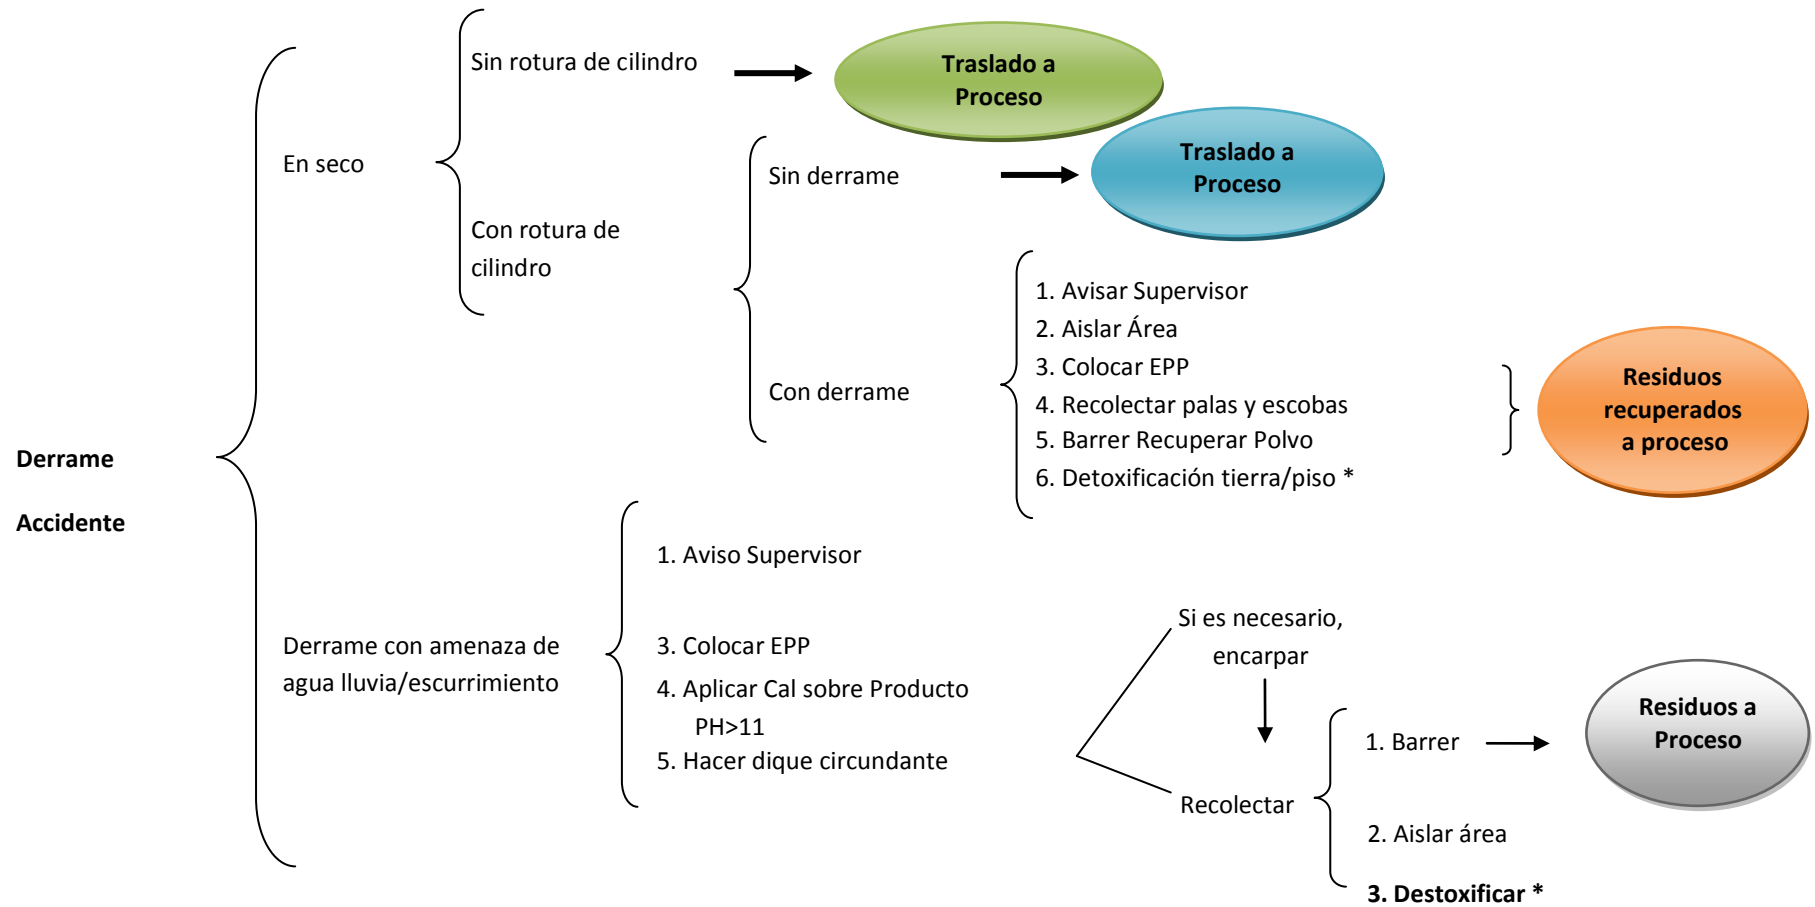 Sin rotura de cilindro
Traslado a
Proceso
En seco
Sin derrame
Traslado a
Proceso
Con rotura de
cilindro
Con derrame
1. Avisar Supervisor
2. Aislar Área
3. Colocar EPP
4. Recolectar palas y escobas
5. Barrer Recuperar Polvo
6. Detoxificación tierra/piso *
Residuos
recuperados
a proceso
Derrame
Accidente
Derrame con amenaza de
agua lluvia/escurrimiento
1. Aviso Supervisor
3. Colocar EPP
4. Aplicar Cal sobre Producto
PH>11
5. Hacer dique circundante
Si es necesario,
encarpar
Recolectar
1. Barrer
2. Aislar área
3. Destoxificar *
Residuos a
Proceso